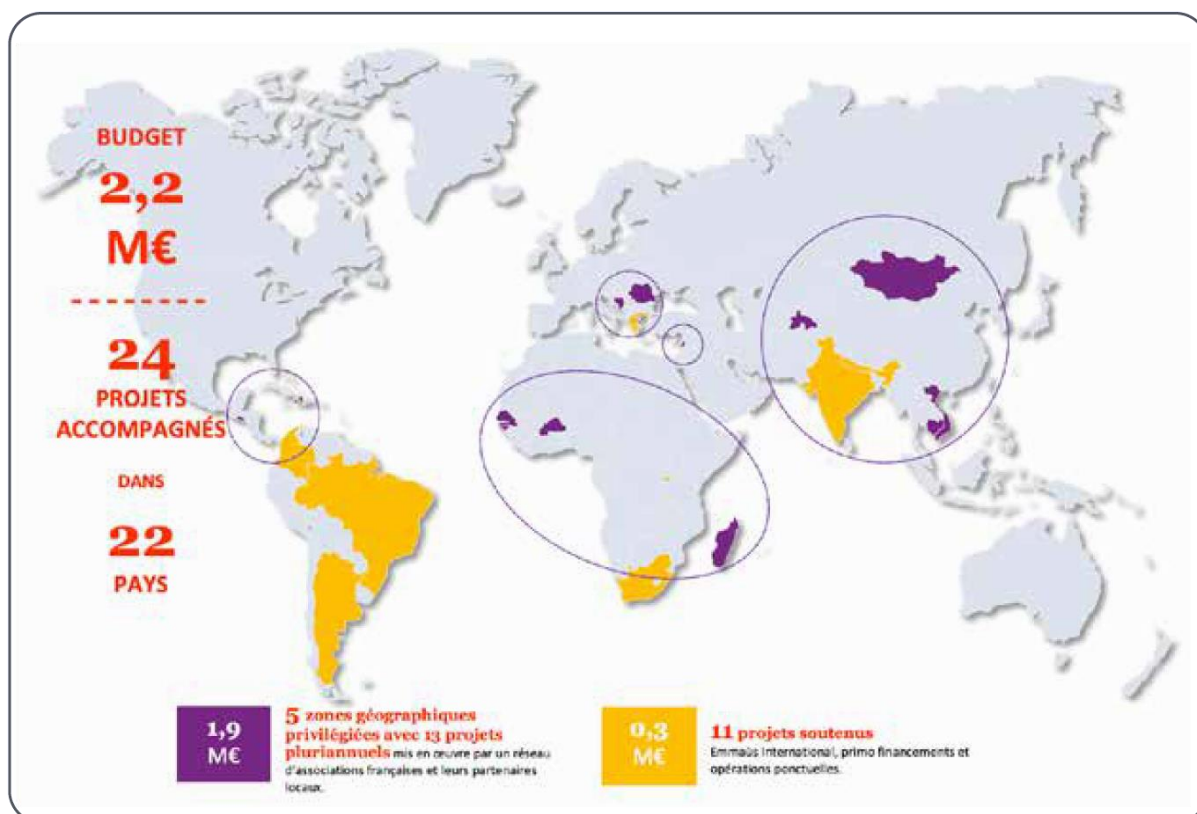 BUDGET
2,2
M€
24
PROJETS
ACCOMPAGNÉS
DANS
22
PAYS
1,9
M€
5 zones géographiques
privilégiées avec 13 projets
pluriannuels mis en œuvre par un réseau
d'associations françaises et leurs partenaires
locaux.
0,3
M€
11 projets soutenus
Emmaüs International, primo financements et
opérations ponctuelles.